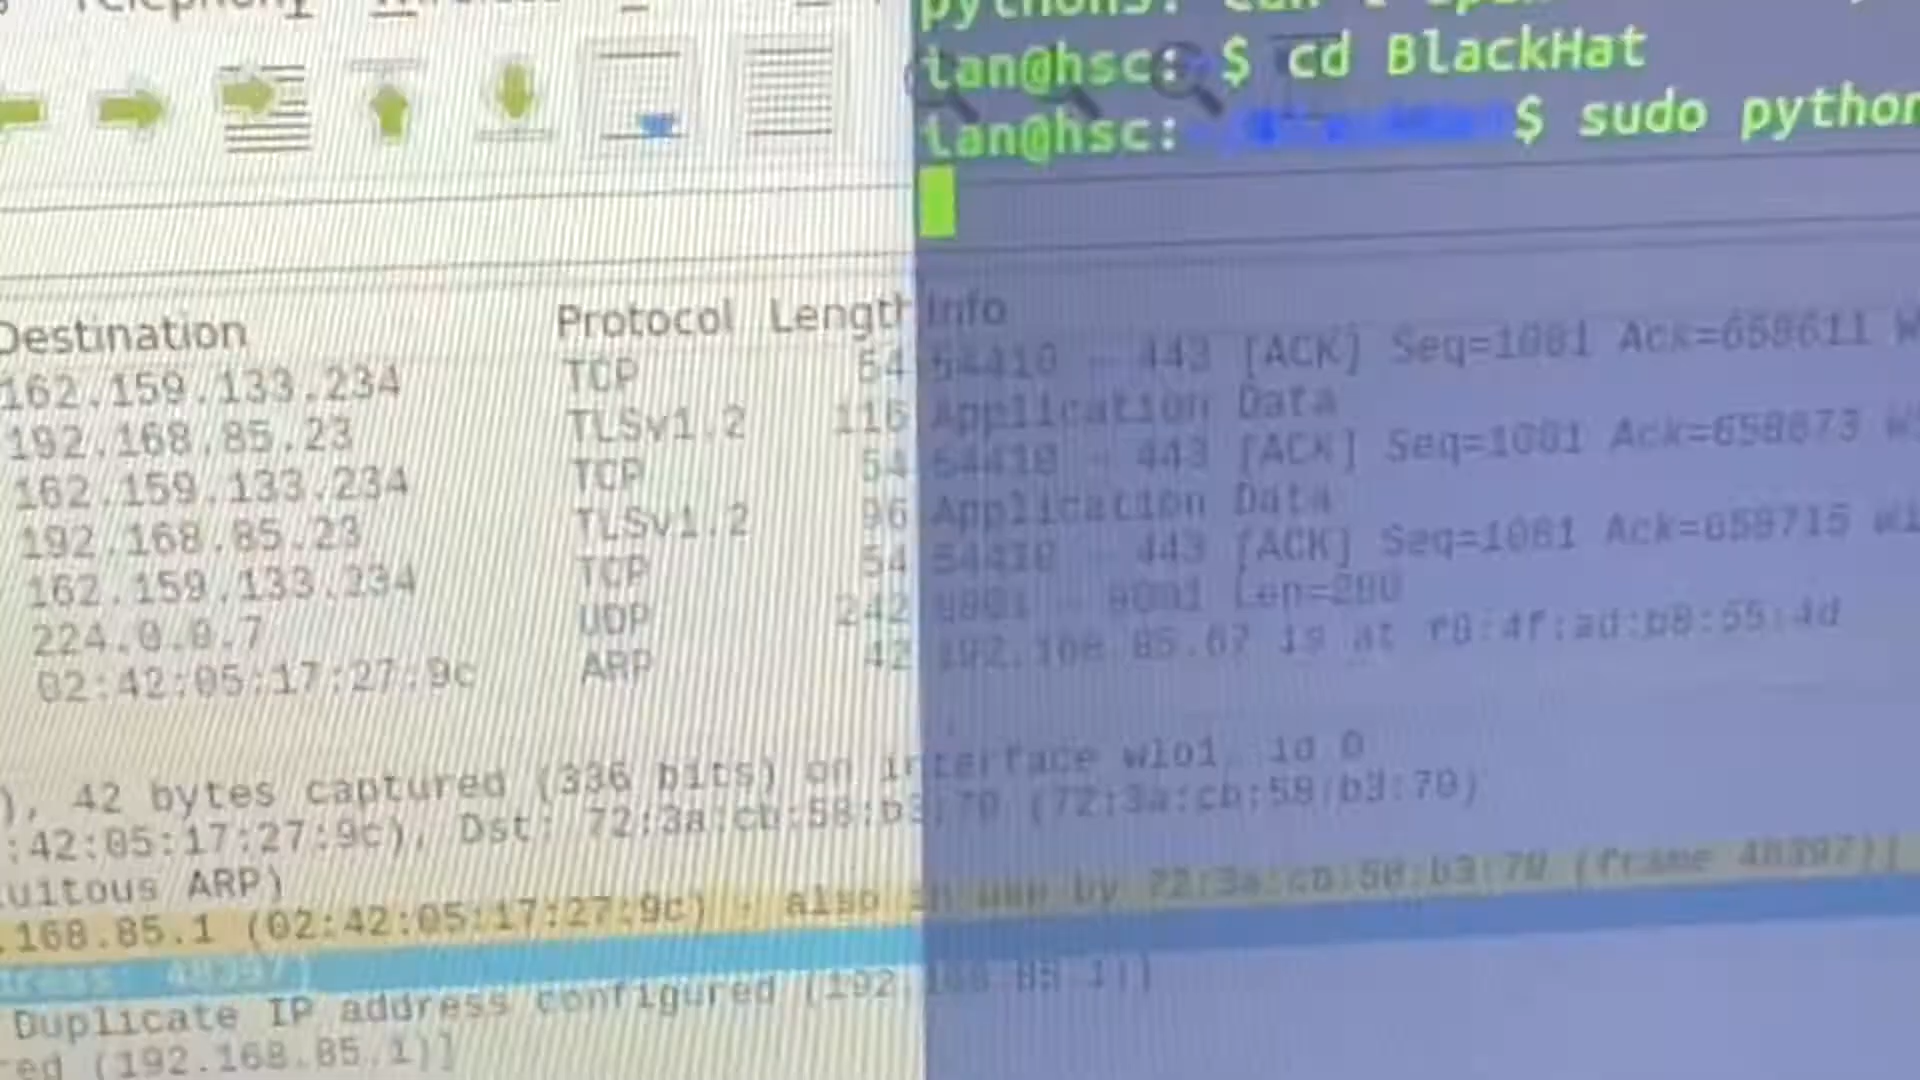 Telephony
python3: can't open
ian@hsc: $ cd BlackHat
ian@hsc: $ sudo python
Destination Protocol Length Info
162.159.133.234 TCP 54 54410 → 443 [ACK] Seq=1081 Ack=658611
192.168.85.23 TLSv1.2 116 Application Data
162.159.133.234 TCP 54 54410 → 443 [ACK] Seq=1081 Ack=658673
192.168.85.23 TLSv1.2 96 Application Data
162.159.133.234 TCP 54 54410 → 443 [ACK] Seq=1081 Ack=658715
224.0.0.7 UDP 242 Len=200
02:42:05:17:27:9c ARP 42 192.168.85.67 is at f8:4f:ad:b8:55:4d
), 42 bytes captured (336 bits) on interface wlo1, id 0
:42:05:17:27:9c), Dst: 72:3a:cb:58:b3:70 (72:3a:cb:58:b3:70)
uitous ARP)
.168.85.1 (02:42:05:17:27:9c) - also in use by 72:3a:cb:58:b3:70 (frame 48397)]
48397)
Duplicate IP address configured (192.168.85.1)]
red (192.168.85.1)]